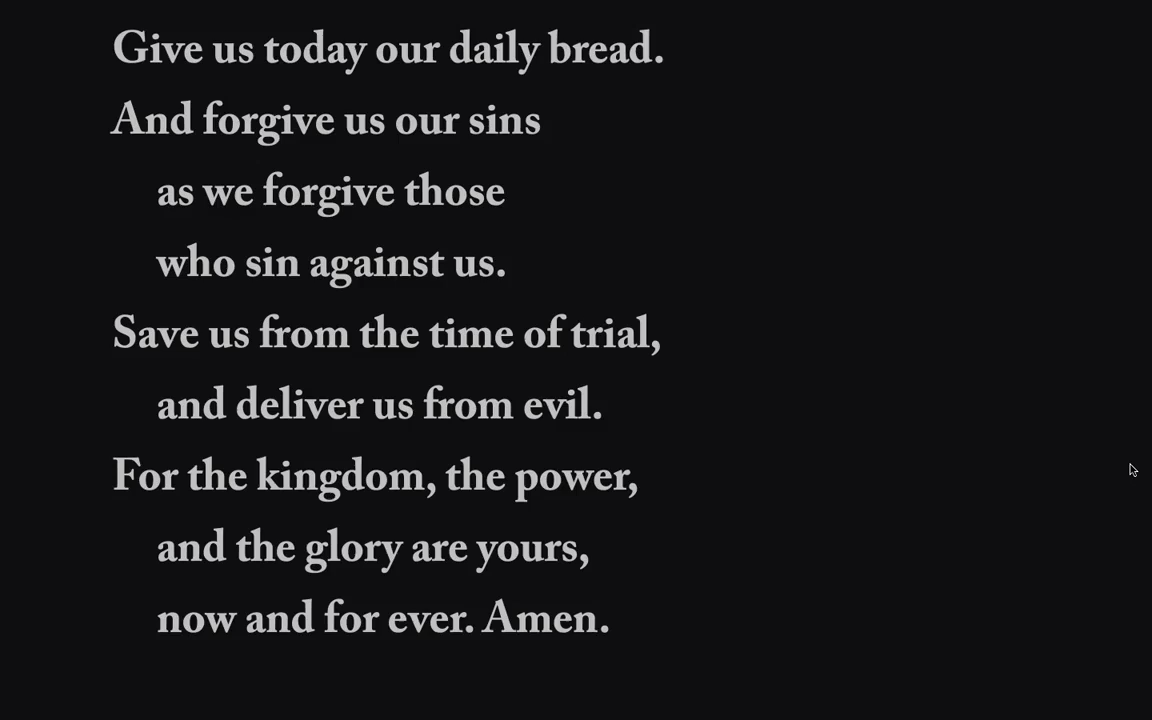 Give us today our daily bread.
And forgive us our sins
as we forgive those
who sin against us.
Save us from the time of trial,
and deliver us from evil.
For the kingdom, the power,
and the glory are yours,
now and for ever. Amen.